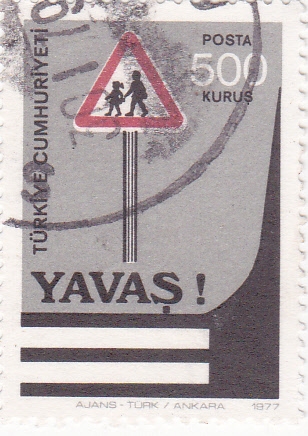 TÜRKİYE CUMHURİYETİ
POSTA
500
KURUŞ
YAVAŞ !
AJANS - TÜRK / ANKARA 1977